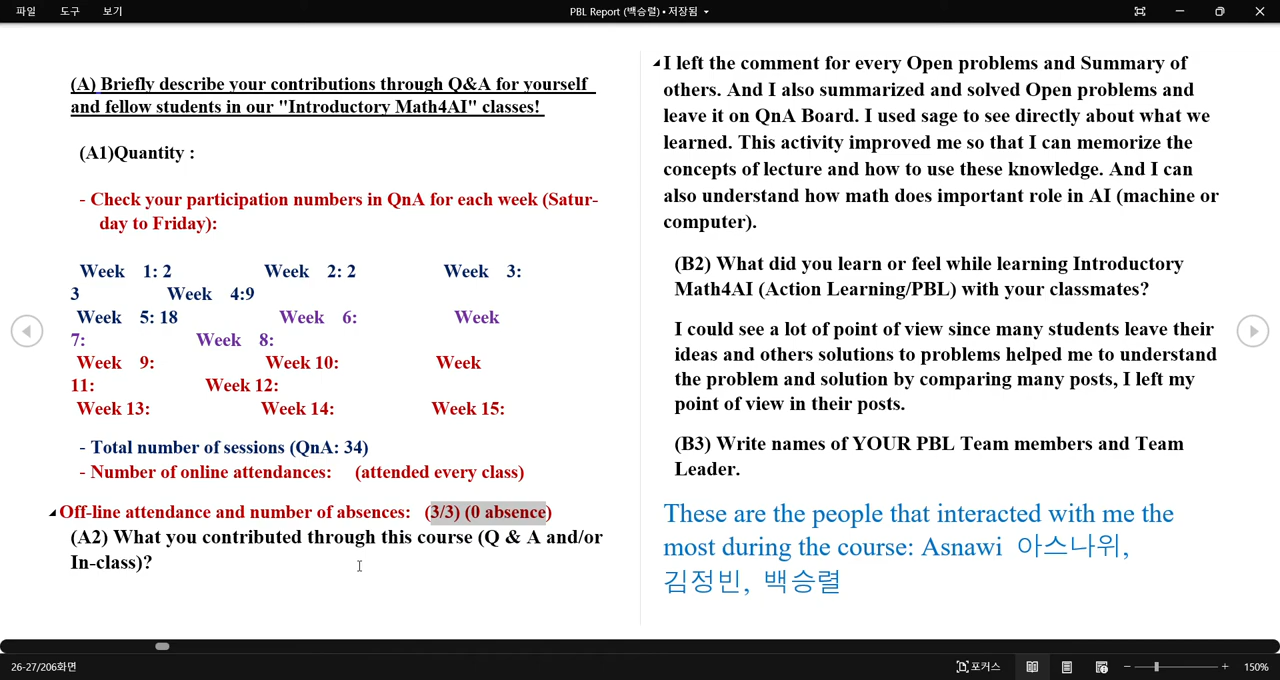 파일 도구 보기
PBL Report (백승렬) • 저장됨
(A) Briefly describe your contributions through Q&A for yourself
and fellow students in our "Introductory Math4AI" classes!
(A1)Quantity :
- Check your participation numbers in QnA for each week (Satur-
day to Friday):
Week 1: 2 Week 2: 2 Week 3:
3 Week 4:9
Week 5: 18 Week 6: Week
7: Week 8:
Week 9: Week 10: Week
11: Week 12:
Week 13: Week 14: Week 15:
- Total number of sessions (QnA: 34)
- Number of online attendances: (attended every class)
Off-line attendance and number of absences: (3/3) (0 absence)
(A2) What you contributed through this course (Q & A and/or
In-class)?
I left the comment for every Open problems and Summary of
others. And I also summarized and solved Open problems and
leave it on QnA Board. I used sage to see directly about what we
learned. This activity improved me so that I can memorize the
concepts of lecture and how to use these knowledge. And I can
also understand how math does important role in AI (machine or
computer).
(B2) What did you learn or feel while learning Introductory
Math4AI (Action Learning/PBL) with your classmates?
I could see a lot of point of view since many students leave their
ideas and others solutions to problems helped me to understand
the problem and solution by comparing many posts, I left my
point of view in their posts.
(B3) Write names of YOUR PBL Team members and Team
Leader.
These are the people that interacted with me the
most during the course: Asnawi 아스나위,
김정빈, 백승렬
26-27/206화면
포커스
150%